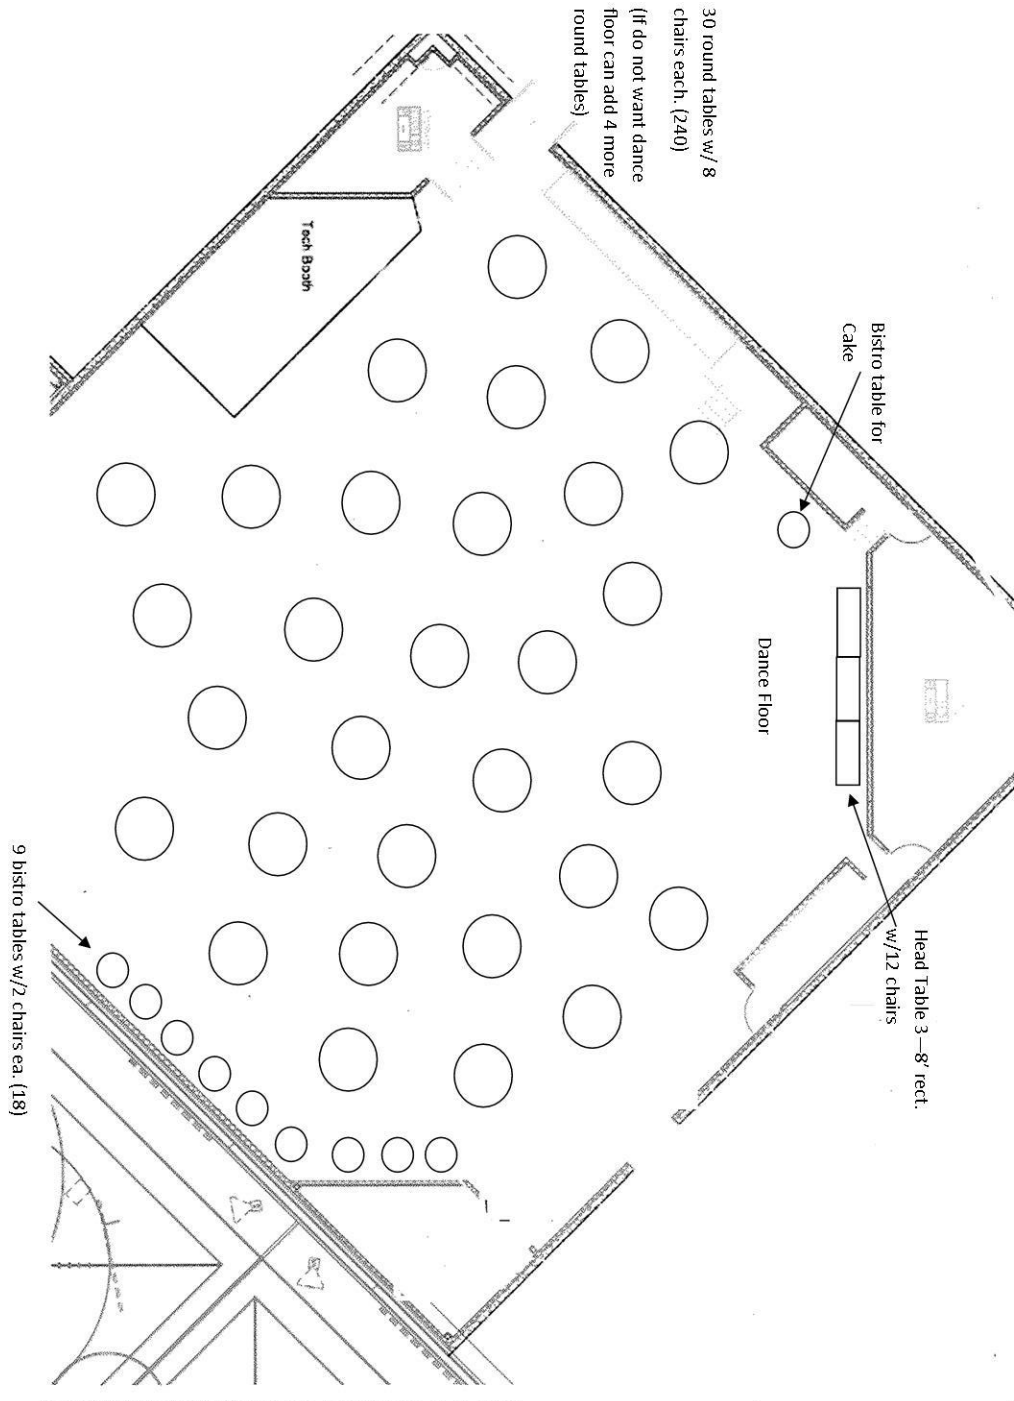 30 round tables w/ 8
chairs each. (240)
(If do not want dance
floor can add 4 more
round tables)
Bistro table for
Cake
Tech Booth
Dance Floor
Head Table 3—8' rect.
w/12 chairs
9 bistro tables w/2 chairs ea. (18)